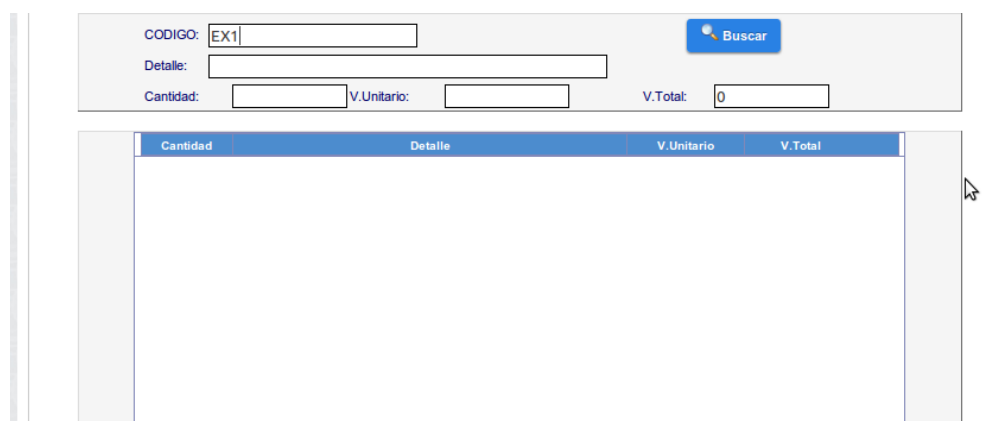 CODIGO: EX1 Buscar
Detalle:
Cantidad: V.Unitario: V.Total: 0
Cantidad Detalle V.Unitario V.Total